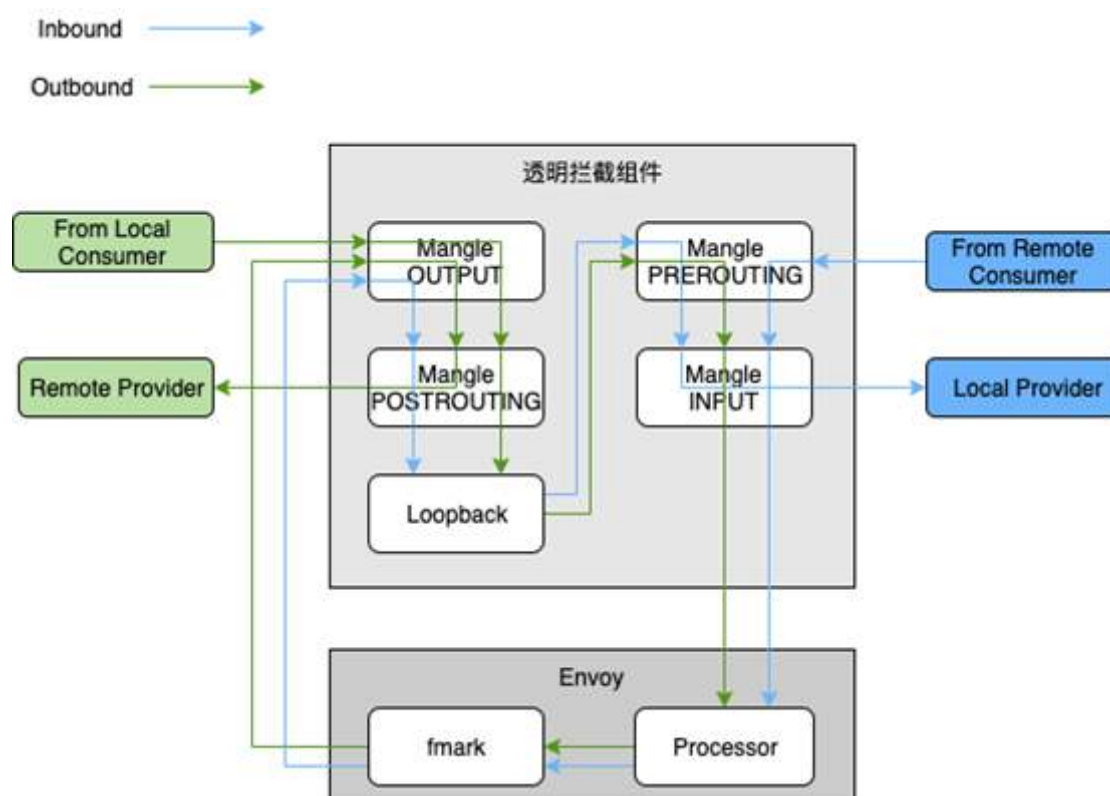 Inbound
Outbound
透明拦截组件
From Local
Consumer
Mangle
OUTPUT
Mangle
PREROUTING
From Remote
Consumer
Remote Provider
Mangle
POSTROUTING
Mangle
INPUT
Local Provider
Loopback
Envoy
fmark
Processor